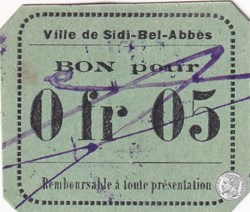 Ville de Sidi-Bel-Abbès
BON pour
0 fr 05
Remboursable à toute présentation